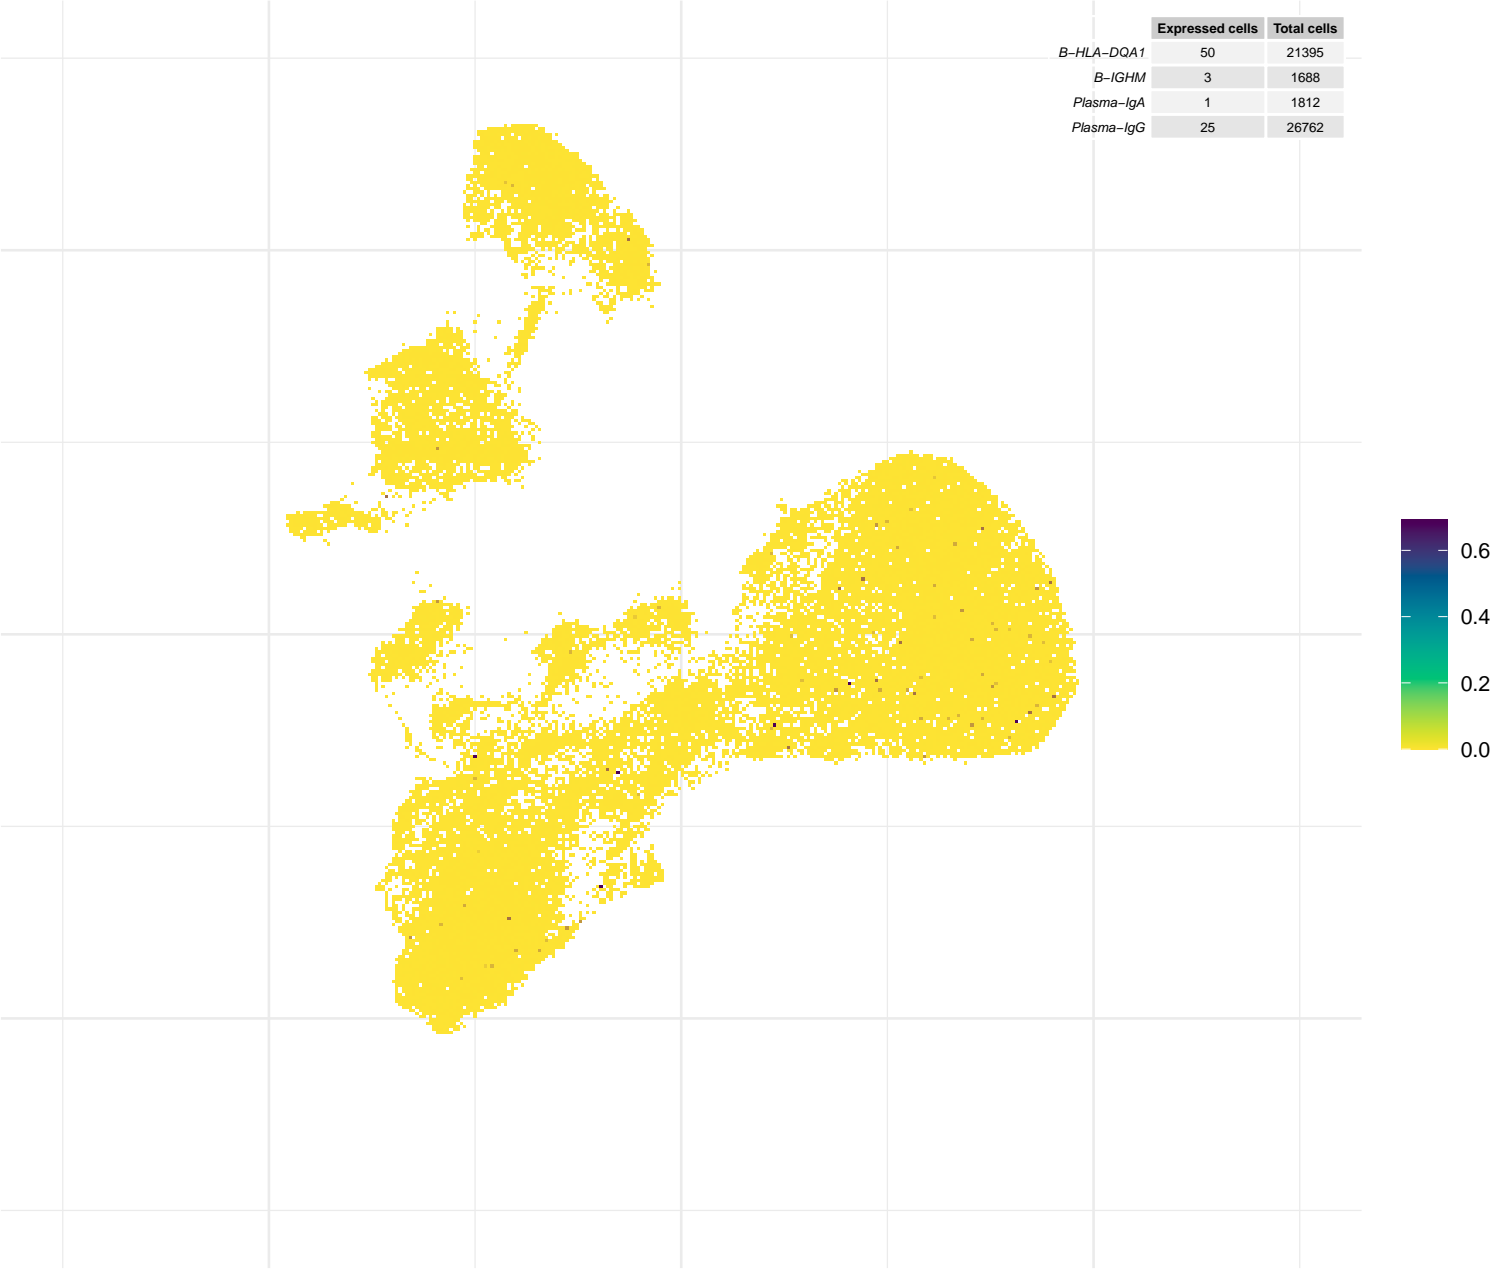 Expressed cells Total cells
B−HLA−DQA1 50 21395
B−IGHM 3 1688
Plasma−IgA 1 1812
Plasma−IgG 25 26762
0.6
0.4
0.2
0.0